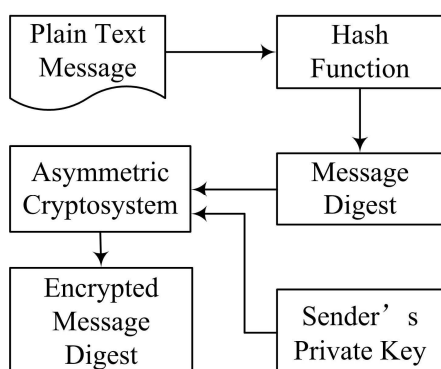 Plain Text
Message
Hash
Function
Asymmetric
Cryptosystem
Message
Digest
Encrypted
Message
Digest
Sender’s
Private Key